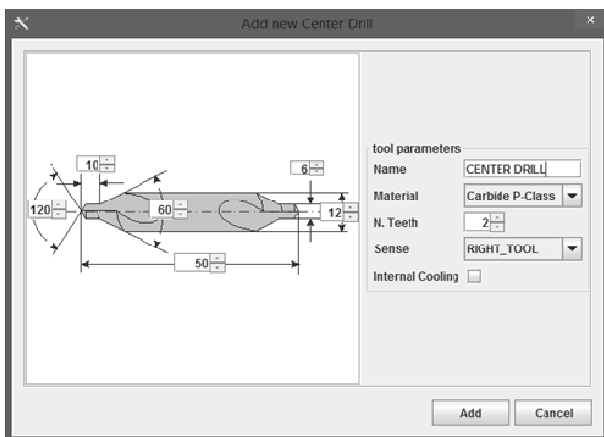 Add new Center Drill
10
6
120
60
12
50
tool parameters
Name CENTER DRILL
Material Carbide P-Class
N. Teeth 2
Sense RIGHT_TOOL
Internal Cooling
Add Cancel